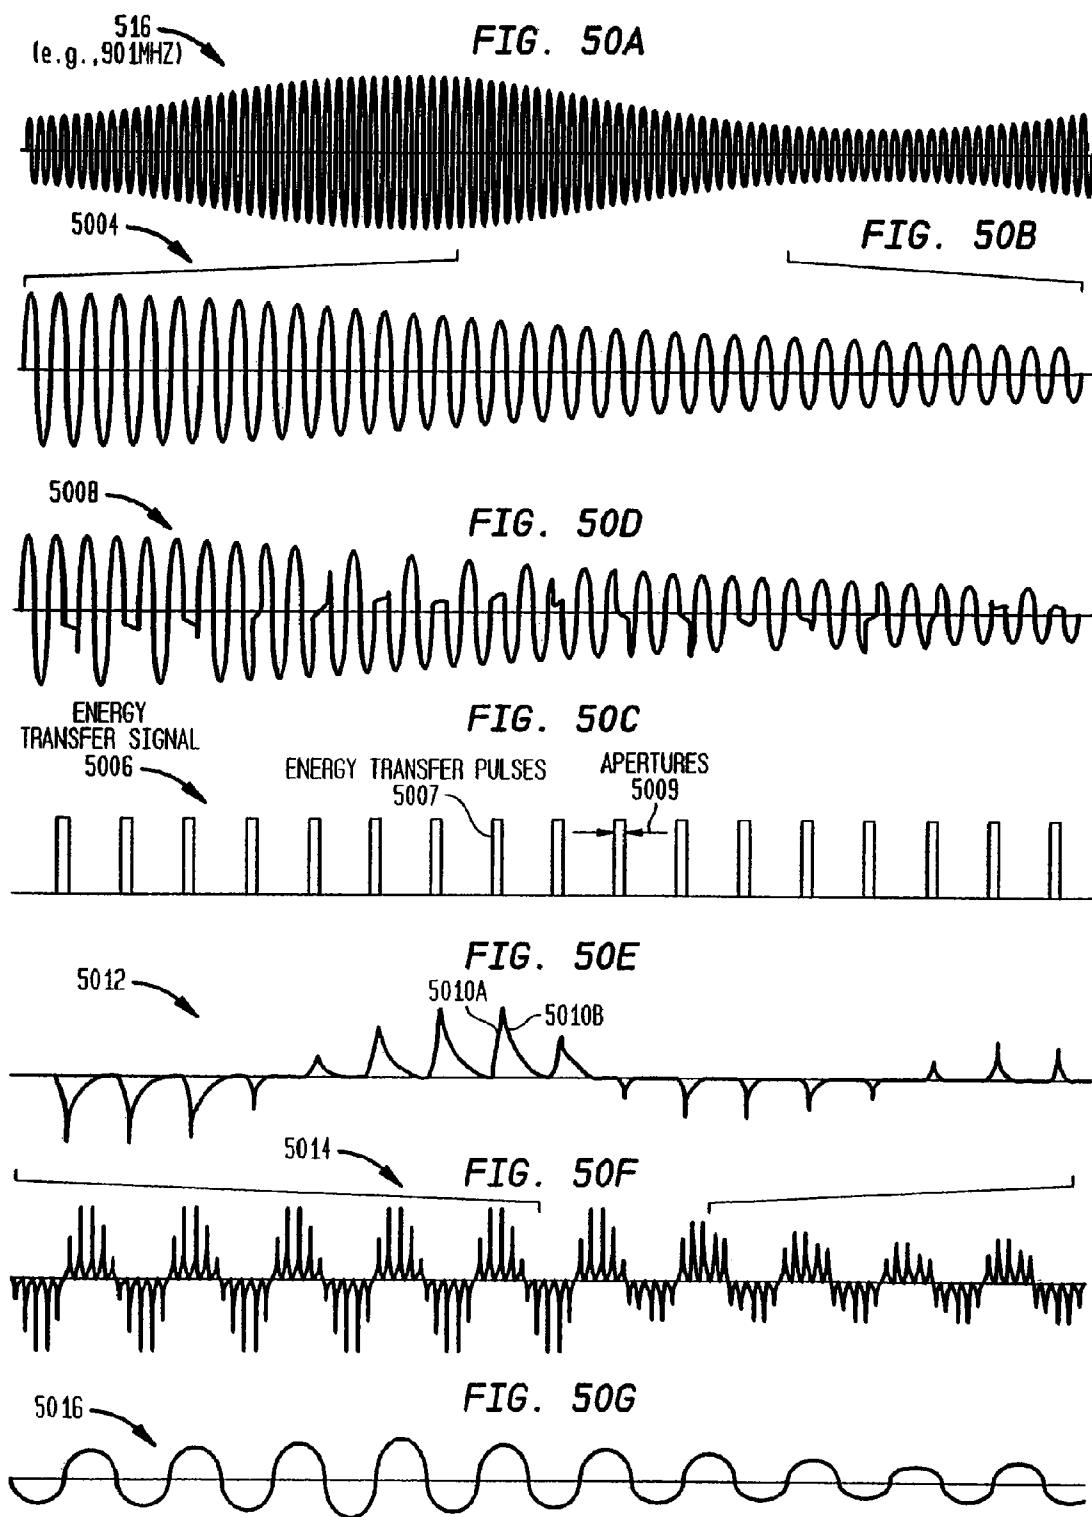 516
(e.g.,901MHZ)
FIG. 50A
5004
FIG. 50B
5008
FIG. 50D
ENERGY
TRANSFER SIGNAL
5006
FIG. 50C
ENERGY TRANSFER PULSES
5007
APERTURES
5009
FIG. 50E
5012
5010A
5010B
5014
FIG. 50F
FIG. 50G
5016